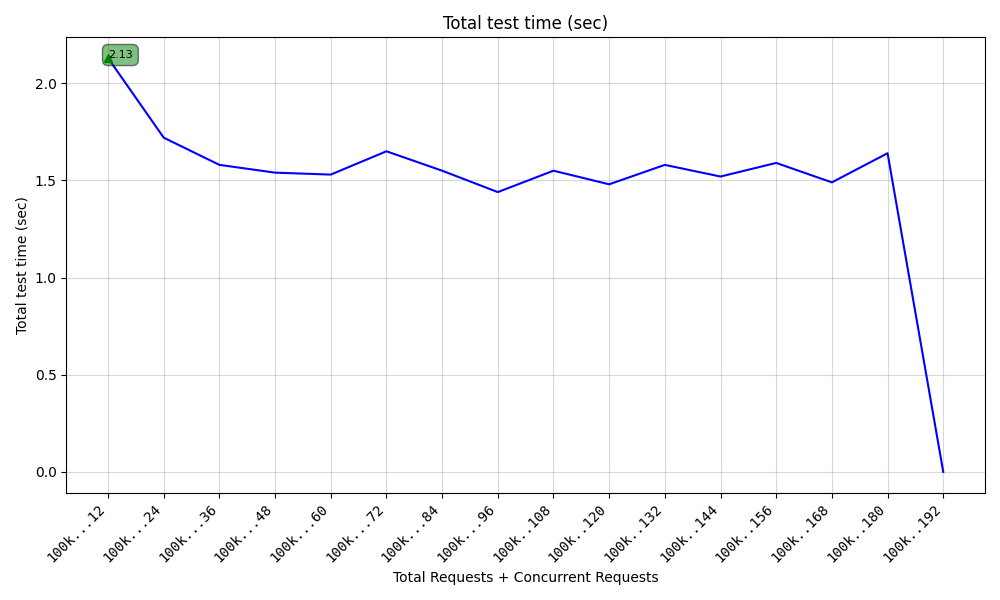 Total test time (sec)
2.13
Total test time (sec)
2.0
1.5
1.0
0.5
0.0
100k...12
100k...24
100k...36
100k...48
100k...60
100k...72
100k...84
100k...96
100k..108
100k..120
100k..132
100k..144
100k..156
100k..168
100k..180
100k..192
Total Requests + Concurrent Requests